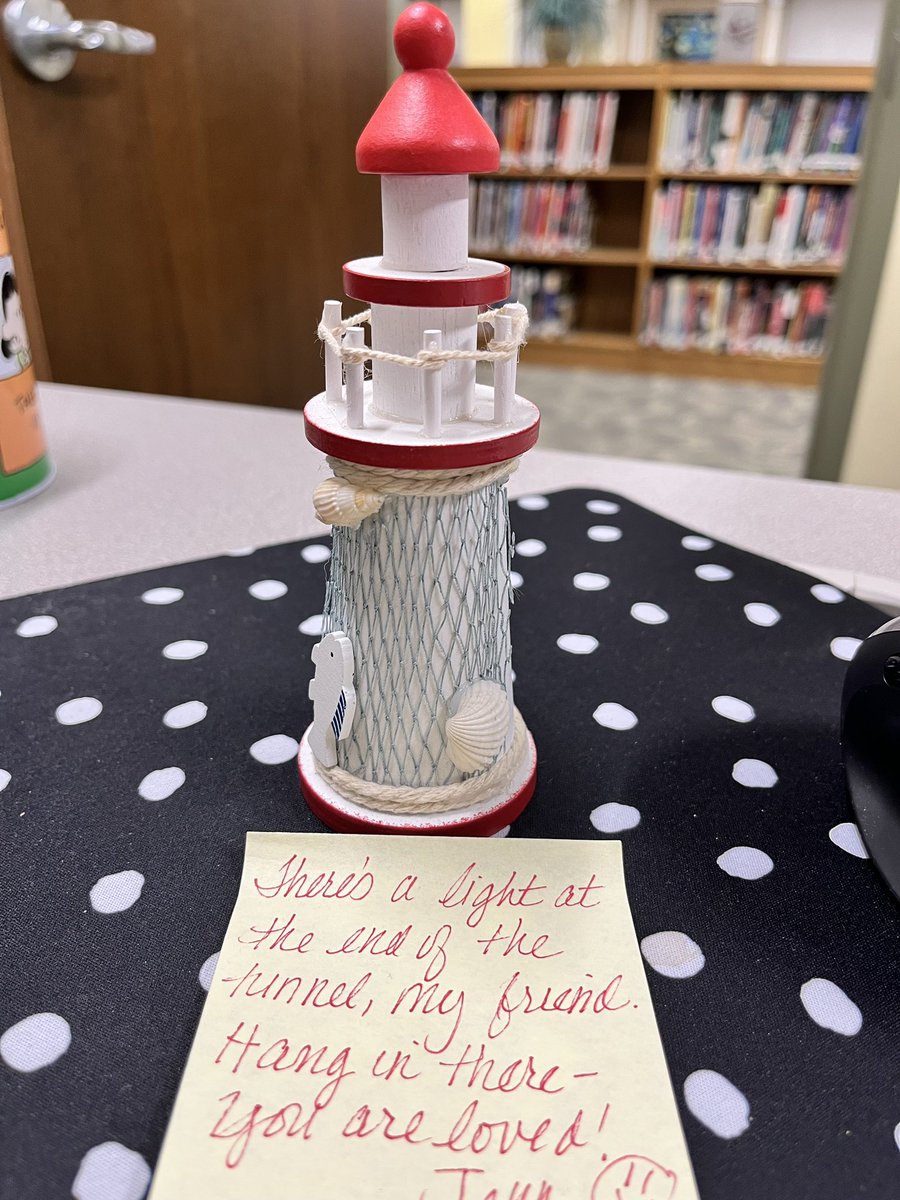 There's a light at
the end of the
tunnel, my friend.
Hang in there-
You are loved!